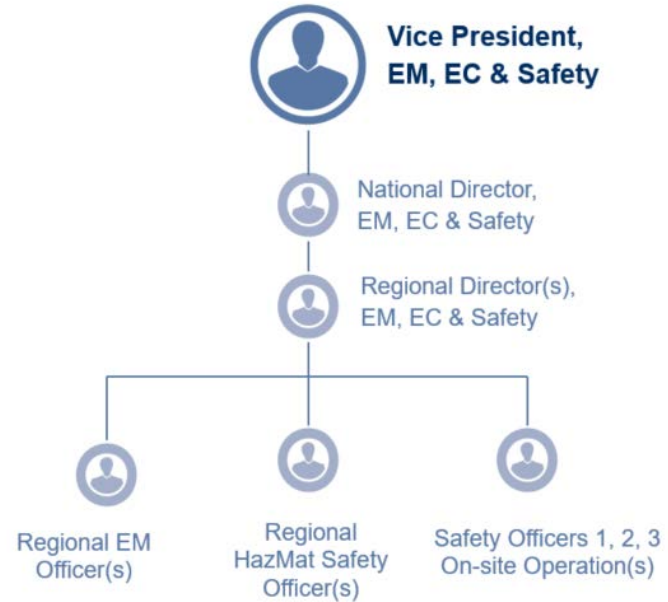 Vice President,
EM, EC & Safety
National Director,
EM, EC & Safety
Regional Director(s),
EM, EC & Safety
Regional EM
Officer(s)
Regional
HazMat Safety
Officer(s)
Safety Officers 1, 2, 3
On-site Operation(s)